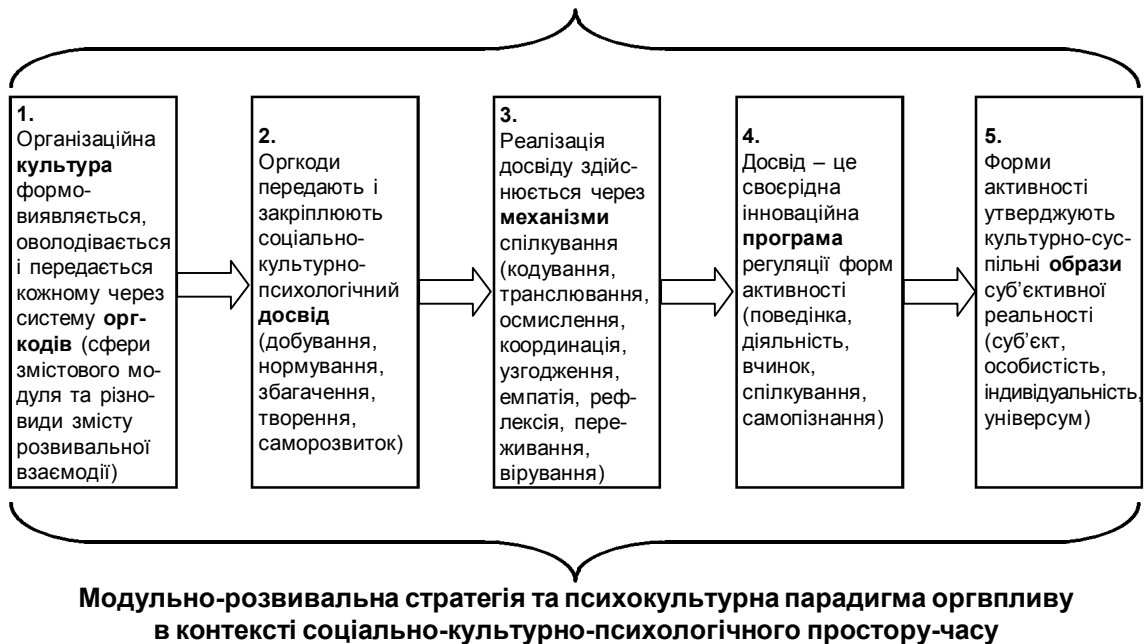 1.
Організаційна
культура
формо-
виявляється,
оволодівається
і передається
кожному через
систему орг-
кодів (сфери
змістового мо-
дуля та різно-
види змісту
розвивальної
взаємодії)
2.
Оргкоди
передають і
закріплюють
соціально-
культурно-
психологічний
досвід
(добування,
нормування,
збагачення,
творення,
саморозвиток)
3.
Реалізація
досвіду здійс-
нюється через
механізми
спілкування
(кодування,
транслювання,
осмислення,
координація,
узгодження,
емпатія, реф-
лексія, пере-
живання,
вірування)
4.
Досвід – це
своєрідна
інноваційна
програма
регуляції форм
активності
(поведінка,
діяльність,
вчинок,
спілкування,
самопізнання)
5.
Форми
активності
утверджують
культурно-сус-
пільні образи
суб’єктивної
реальності
(суб’єкт,
особистість,
індивідуальність,
універсум)
Модульно-розвивальна стратегія та психокультурна парадигма оргвпливу
в контексті соціально-культурно-психологічного простору-часу